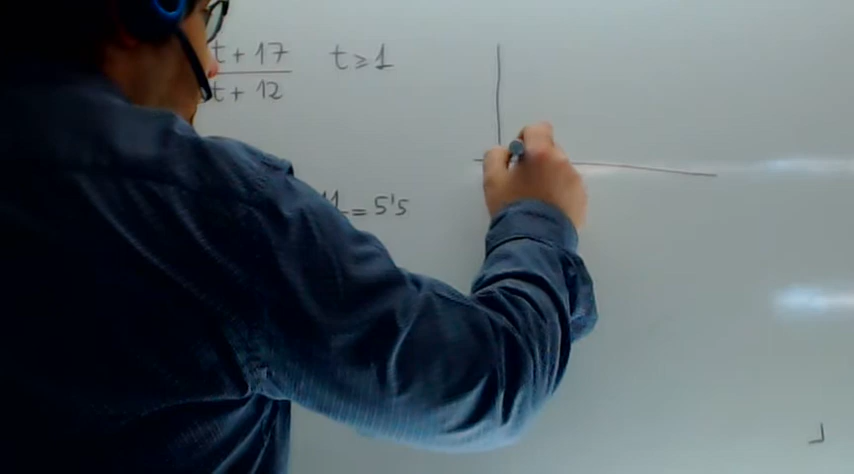 t + 17 t ≥ 1
t + 12
= 5'5